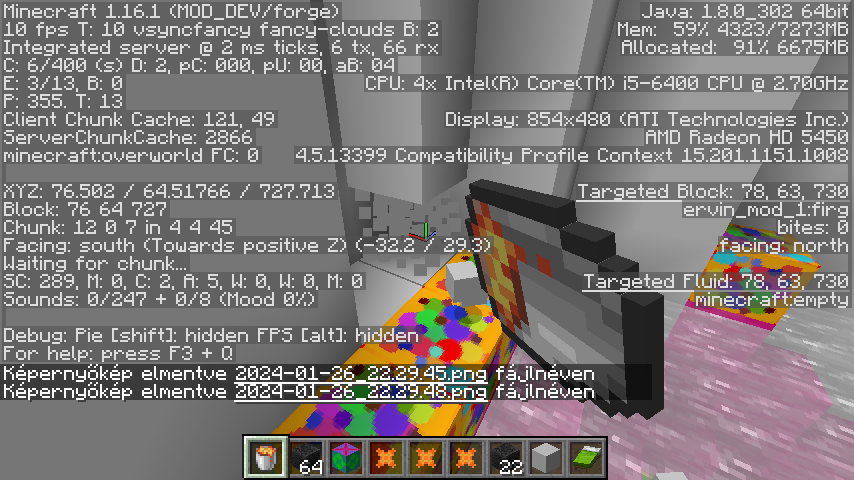 Minecraft 1.16.1 (MOD_DEV/forge)
10 fps T: 10 vsyncfancy fancy-clouds B: 2
Integrated server @ 2 ms ticks, 6 tx, 66 rx
C: 6/400 (s) D: 2, pC: 000, pU: 00, aB: 04
E: 3/13, B: 0
P: 355. T: 13
Client Chunk Cache: 121, 49
ServerChunkCache: 2866
minecraft:overworld FC: 0
XYZ: 76.502 / 64.51766 / 727.713
Block: 76 64 727
Chunk: 12 0 7 in 4 4 45
Facing: south (Towards positive Z) (-32.2 / 29.3)
Waiting for chunk...
SC: 289, M: 0, C: 2, A: 5, W: 0, W: 0, M: 0
Sounds: 0/247 + 0/8 (Mood 0%)
Debug: Pie [shift]: hidden FPS [alt]: hidden
For help: press F3 + Q
Java: 1.8.0_302 64bit
Mem: 59% 4323/7273MB
Allocated: 91% 6675MB
CPU: 4x Intel(R) Core(TM) i5-6400 CPU @ 2.70GHz
Display: 854x480 (ATI Technologies Inc.)
AMD Radeon HD 5450
4.5.13399 Compatibility Profile Context 15.201.1151.1008
Targeted Block: 78, 63, 730
ervin_mod_1:firg
bites: 0
facing: north
Targeted Fluid: 78, 63, 730
minecraft:empty
Képernyőkép elmentve 2024-01-26_22.29.45.png fájlnéven
Képernyőkép elmentve 2024-01-26_22.29.48.png fájlnéven
64
22